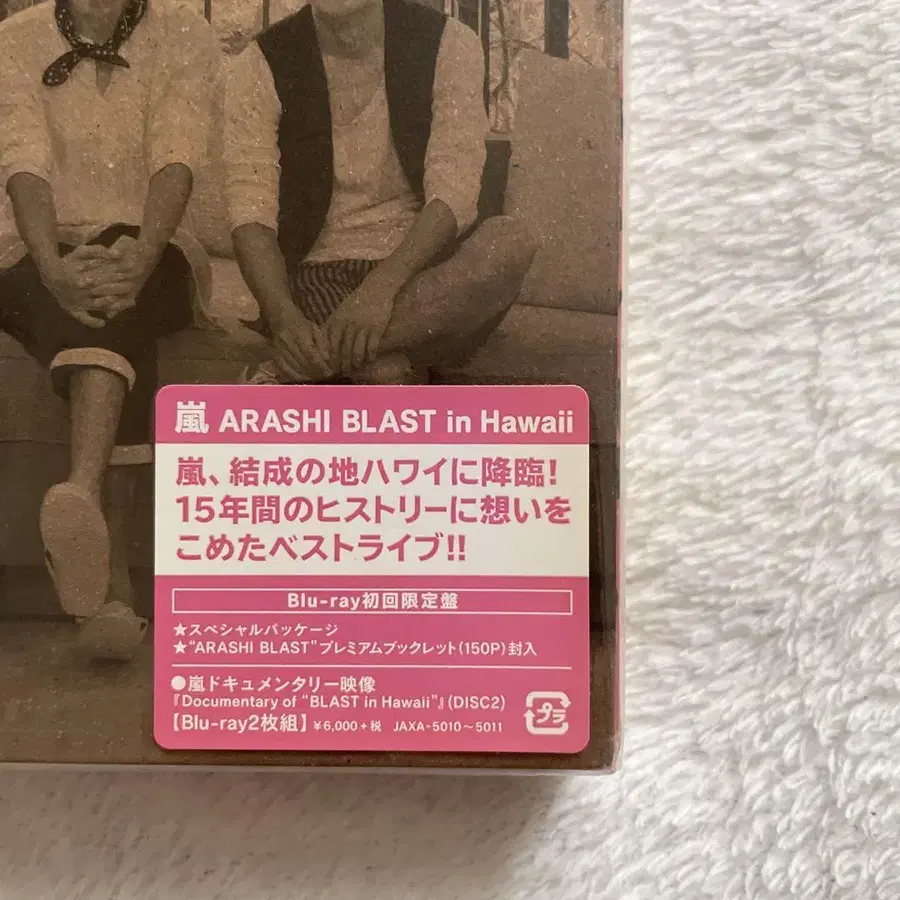 嵐 ARASHI BLAST in Hawaii
嵐、結成の地ハワイに降臨!
15年間のヒストリーに想いを
こめたベストライブ!!
Blu-ray初回限定盤
★スペシャルパッケージ
★"ARASHI BLAST"プレミアムブックレット(150P)封入
●嵐ドキュメンタリー映像
『Documentary of "BLAST in Hawaii"』(DISC2)
【Blu-ray2枚組】 ¥6,000+税 JAXA-5010〜5011
プラ